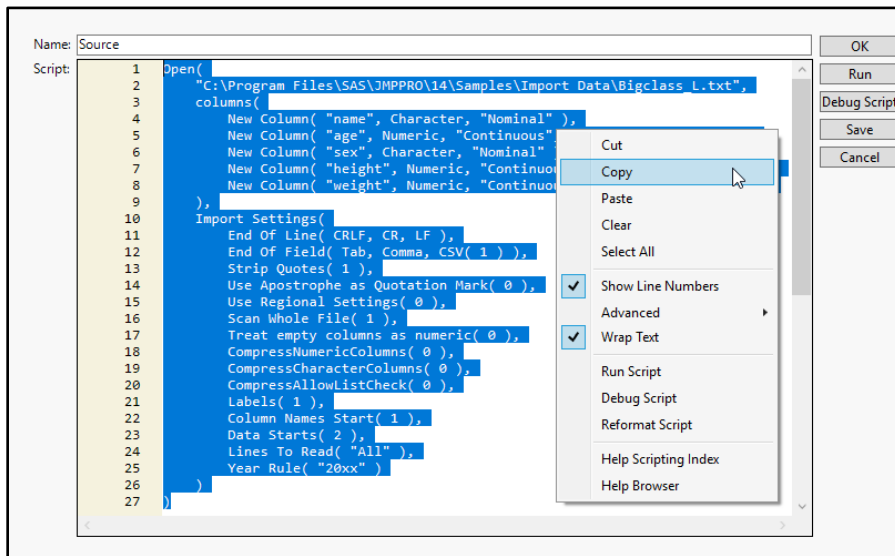 Name: Source
Script:
1 Open(
2 "C:\Program Files\SAS\JMPPRO\14\Samples\Import Data\Bigclass_L.txt",
3 columns(
4 New Column( "name", Character, "Nominal" ),
5 New Column( "age", Numeric, "Continuous"
6 New Column( "sex", Character, "Nominal"
7 New Column( "height", Numeric,
8 New Column( "weight", Numeric,
9 ),
10 Import Settings(
11 End Of Line( CRLF, CR, LF ),
12 End Of Field( Tab, Comma, CSV( 1 ) ),
13 Strip Quotes( 1 ),
14 Use Apostrophe as Quotation Mark( 0 ),
15 Use Regional Settings( 0 ),
16 Scan Whole File( 1 ),
17 Treat empty columns as numeric( 0 ),
18 CompressNumericColumns( 0 ),
19 CompressCharacterColumns( 0 ),
20 CompressAllowListCheck( 0 ),
21 Labels( 1 ),
22 Column Names Start( 1 ),
23 Data Starts( 2 ),
24 Lines To Read( "All" ),
25 Year Rule( "20xx" )
26 )
27 )
Cut
Copy
Paste
Clear
Select All
Show Line Numbers
Advanced
Wrap Text
Run Script
Debug Script
Reformat Script
Help Scripting Index
Help Browser
OK
Run
Debug Script
Save
Cancel